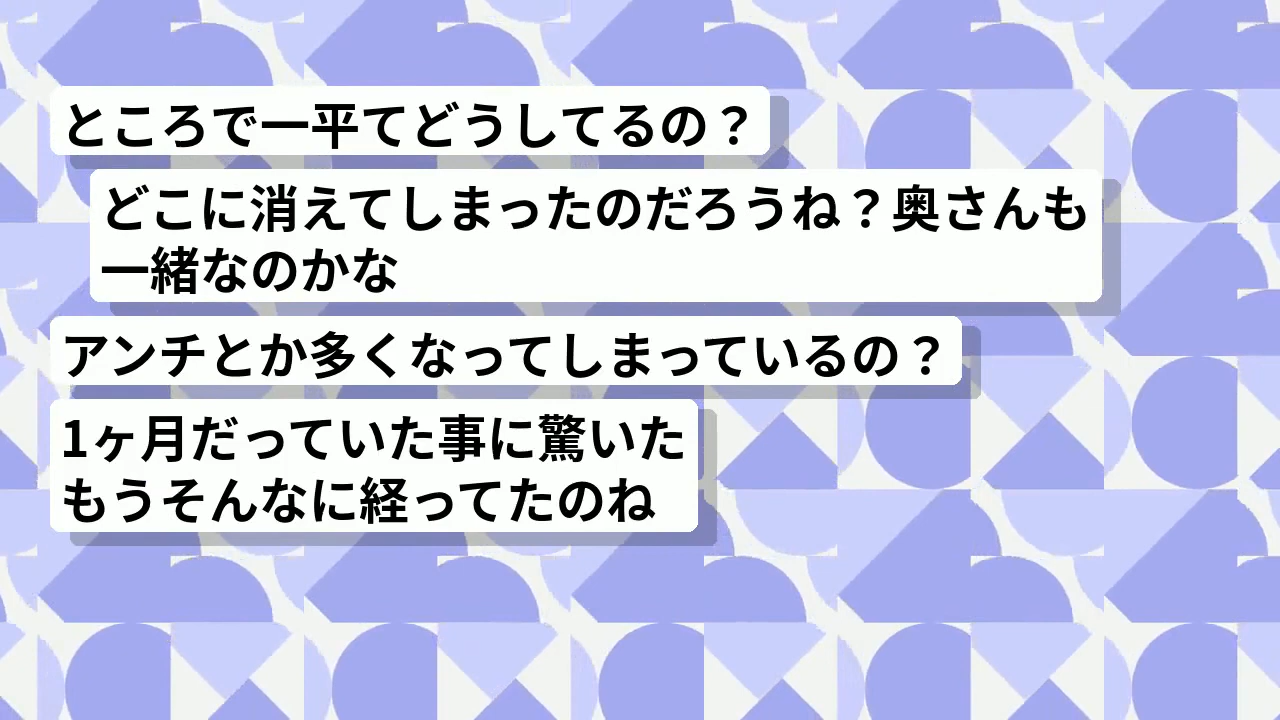 ところで一平てどうしてるの？
どこに消えてしまったのだろうね？奥さんも
一緒なのかな
アンチとか多くなってしまっているの？
1ヶ月だっていた事に驚いた
もうそんなに経ってたのね